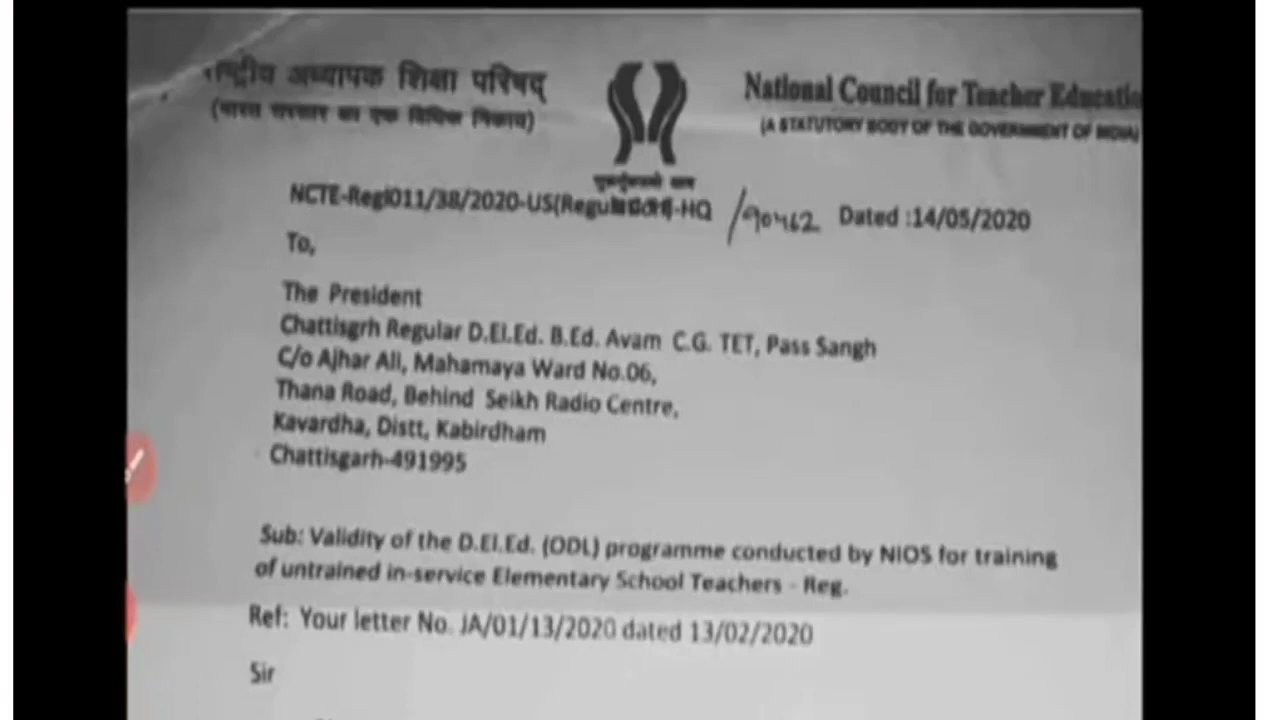 राष्ट्रीय अध्यापक शिक्षा परिषद्
(भारत सरकार का एक विधिक निकाय)
National Council for Teacher Educatio
(A STATUTORY BODY OF THE GOVERNMENT OF INDIA)
NCTE-Regl011/38/2020-US(Regulation)-HQ Dated :14/05/2020
To,
The President
Chattisgrh Regular D.El.Ed. B.Ed. Avam C.G. TET, Pass Sangh
C/o Ajhar Ali, Mahamaya Ward No.06,
Thana Road, Behind Seikh Radio Centre,
Kavardha, Distt, Kabirdham
Chattisgarh-491995
Sub: Validity of the D.El.Ed. (ODL) programme conducted by NIOS for training
of untrained in-service Elementary School Teachers - Reg.
Ref: Your letter No. JA/01/13/2020 dated 13/02/2020
Sir